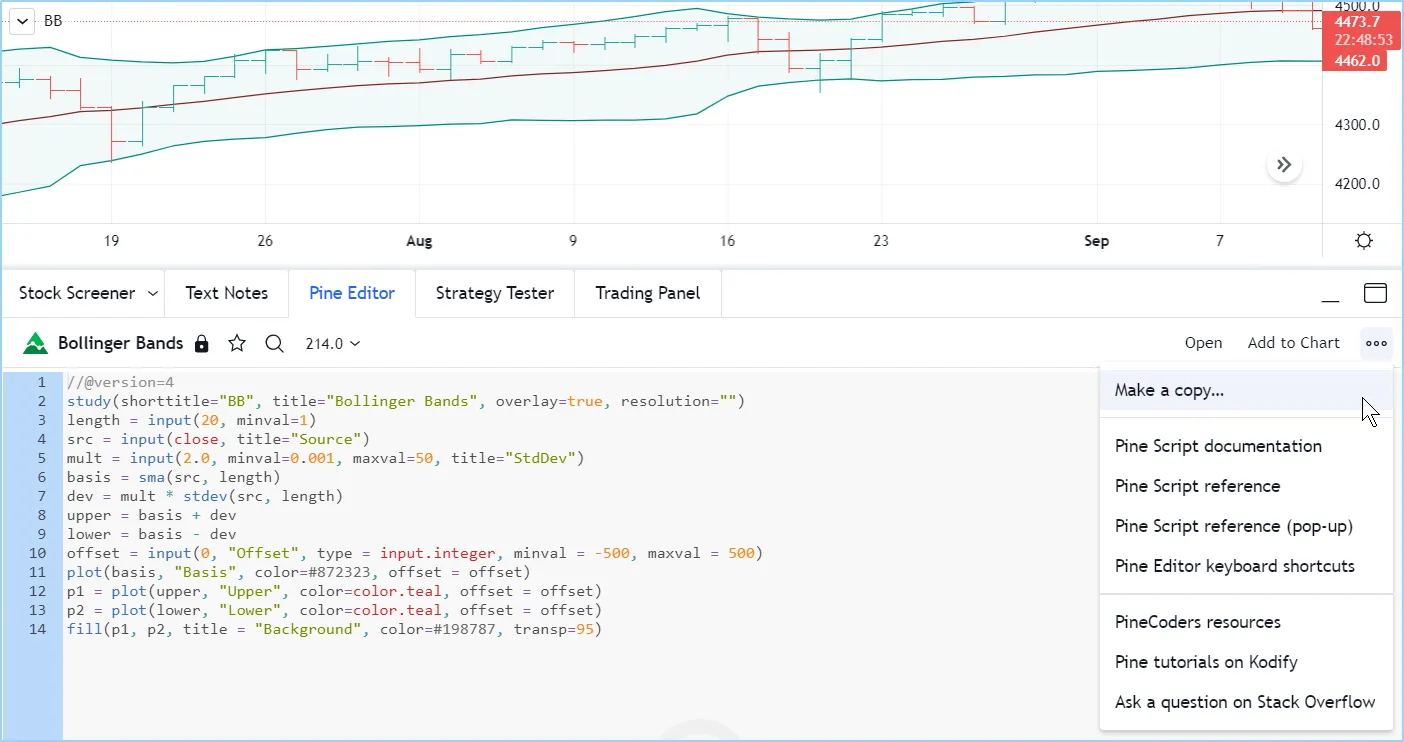 BB
4500.0
4473.7
22:48:53
4462.0
4300.0
4200.0
19 26 Aug 9 16 23 Sep 7
Stock Screener Text Notes Pine Editor Strategy Tester Trading Panel
Bollinger Bands 214.0 Open Add to Chart
1 //@version=4
2 study(shorttitle="BB", title="Bollinger Bands", overlay=true, resolution="")
3 length = input(20, minval=1)
4 src = input(close, title="Source")
5 mult = input(2.0, minval=0.001, maxval=50, title="StdDev")
6 basis = sma(src, length)
7 dev = mult * stdev(src, length)
8 upper = basis + dev
9 lower = basis - dev
10 offset = input(0, "Offset", type = input.integer, minval = -500, maxval = 500)
11 plot(basis, "Basis", color=#872323, offset = offset)
12 p1 = plot(upper, "Upper", color=color.teal, offset = offset)
13 p2 = plot(lower, "Lower", color=color.teal, offset = offset)
14 fill(p1, p2, title = "Background", color=#198787, transp=95)
Make a copy...
Pine Script documentation
Pine Script reference
Pine Script reference (pop-up)
Pine Editor keyboard shortcuts
PineCoders resources
Pine tutorials on Kodify
Ask a question on Stack Overflow